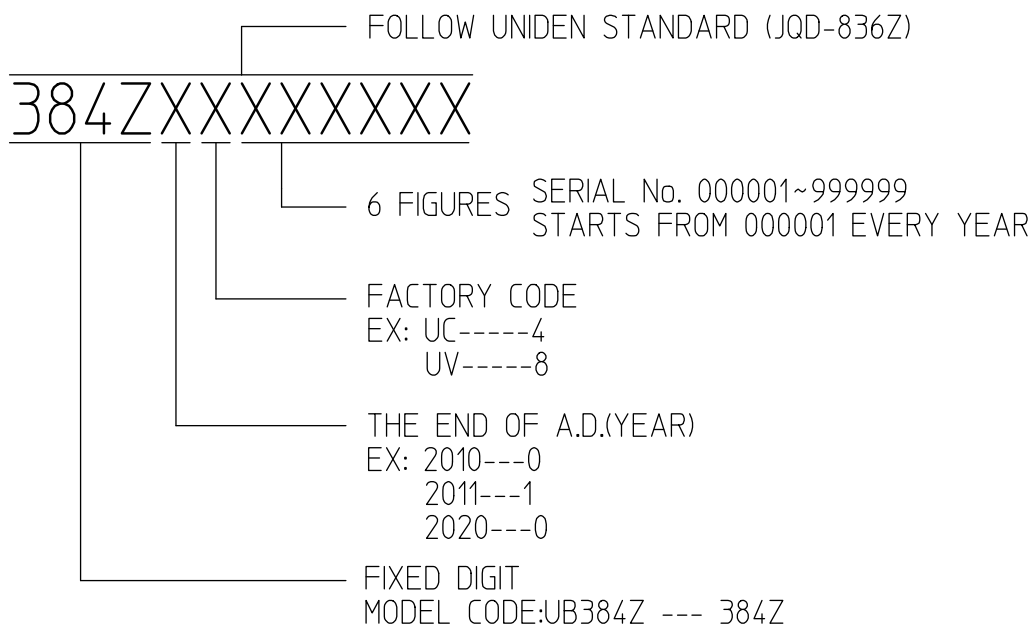 FOLLOW UNIDEN STANDARD (JQD-836Z)
384ZXXXXXXXX
6 FIGURES SERIAL No. 000001~999999
STARTS FROM 000001 EVERY YEAR
FACTORY CODE
EX: UC-----4
UV-----8
THE END OF A.D.(YEAR)
EX: 2010---0
2011---1
2020---0
FIXED DIGIT
MODEL CODE:UB384Z --- 384Z